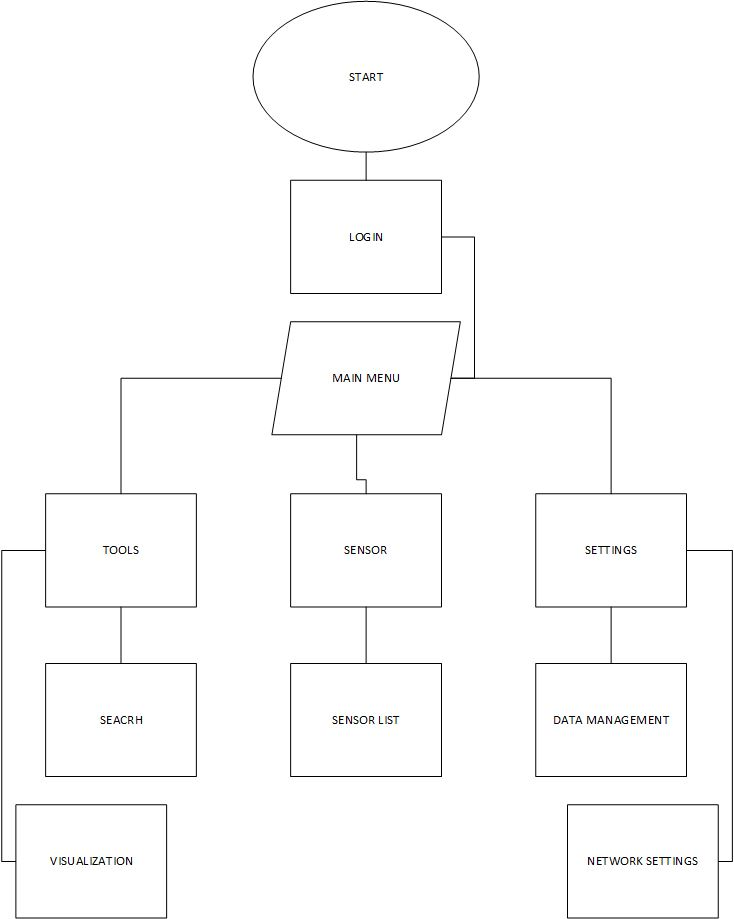 START
LOGIN
MAIN MENU
TOOLS
SENSOR
SETTINGS
SEACRH
SENSOR LIST
DATA MANAGEMENT
VISUALIZATION
NETWORK SETTINGS